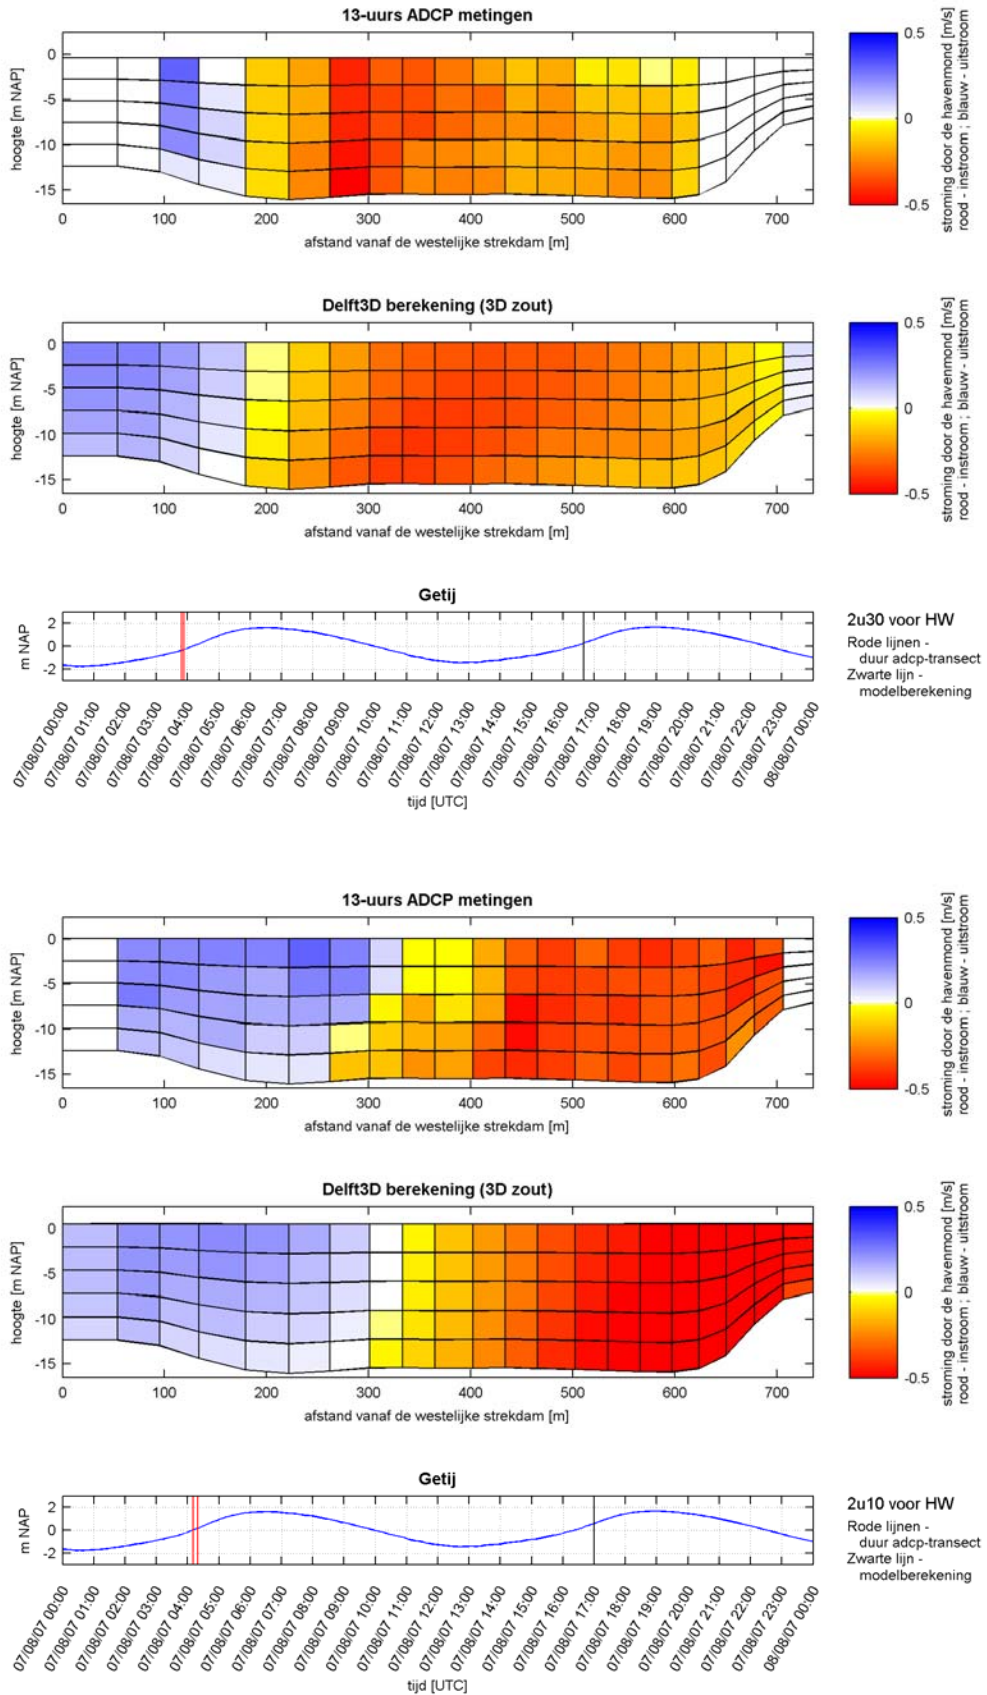 13-uurs ADCP metingen
0
-5
-10
-15
hoogte [m NAP]
0 100 200 300 400 500 600 700
afstand vanaf de westelijke strekdam [m]
0.5
0
-0.5
stroming door de havenmond [m/s]
rood - instroom ; blauw - uitstroom
Delft3D berekening (3D zout)
0
-5
-10
-15
hoogte [m NAP]
0 100 200 300 400 500 600 700
afstand vanaf de westelijke strekdam [m]
0.5
0
-0.5
stroming door de havenmond [m/s]
rood - instroom ; blauw - uitstroom
Getij
2
0
-2
m NAP
07/08/07 00:00
07/08/07 01:00
07/08/07 02:00
07/08/07 03:00
07/08/07 04:00
07/08/07 05:00
07/08/07 06:00
07/08/07 07:00
07/08/07 08:00
07/08/07 09:00
07/08/07 10:00
07/08/07 11:00
07/08/07 12:00
07/08/07 13:00
07/08/07 14:00
07/08/07 15:00
07/08/07 16:00
07/08/07 17:00
07/08/07 18:00
07/08/07 19:00
07/08/07 20:00
07/08/07 21:00
07/08/07 22:00
07/08/07 23:00
08/08/07 00:00
tijd [UTC]
2u30 voor HW
Rode lijnen -
duur adcp-transect
Zwarte lijn -
modelberekening
13-uurs ADCP metingen
0
-5
-10
-15
hoogte [m NAP]
0 100 200 300 400 500 600 700
afstand vanaf de westelijke strekdam [m]
0.5
0
-0.5
stroming door de havenmond [m/s]
rood - instroom ; blauw - uitstroom
Delft3D berekening (3D zout)
0
-5
-10
-15
hoogte [m NAP]
0 100 200 300 400 500 600 700
afstand vanaf de westelijke strekdam [m]
0.5
0
-0.5
stroming door de havenmond [m/s]
rood - instroom ; blauw - uitstroom
Getij
2
0
-2
m NAP
07/08/07 00:00
07/08/07 01:00
07/08/07 02:00
07/08/07 03:00
07/08/07 04:00
07/08/07 05:00
07/08/07 06:00
07/08/07 07:00
07/08/07 08:00
07/08/07 09:00
07/08/07 10:00
07/08/07 11:00
07/08/07 12:00
07/08/07 13:00
07/08/07 14:00
07/08/07 15:00
07/08/07 16:00
07/08/07 17:00
07/08/07 18:00
07/08/07 19:00
07/08/07 20:00
07/08/07 21:00
07/08/07 22:00
07/08/07 23:00
08/08/07 00:00
tijd [UTC]
2u10 voor HW
Rode lijnen -
duur adcp-transect
Zwarte lijn -
modelberekening